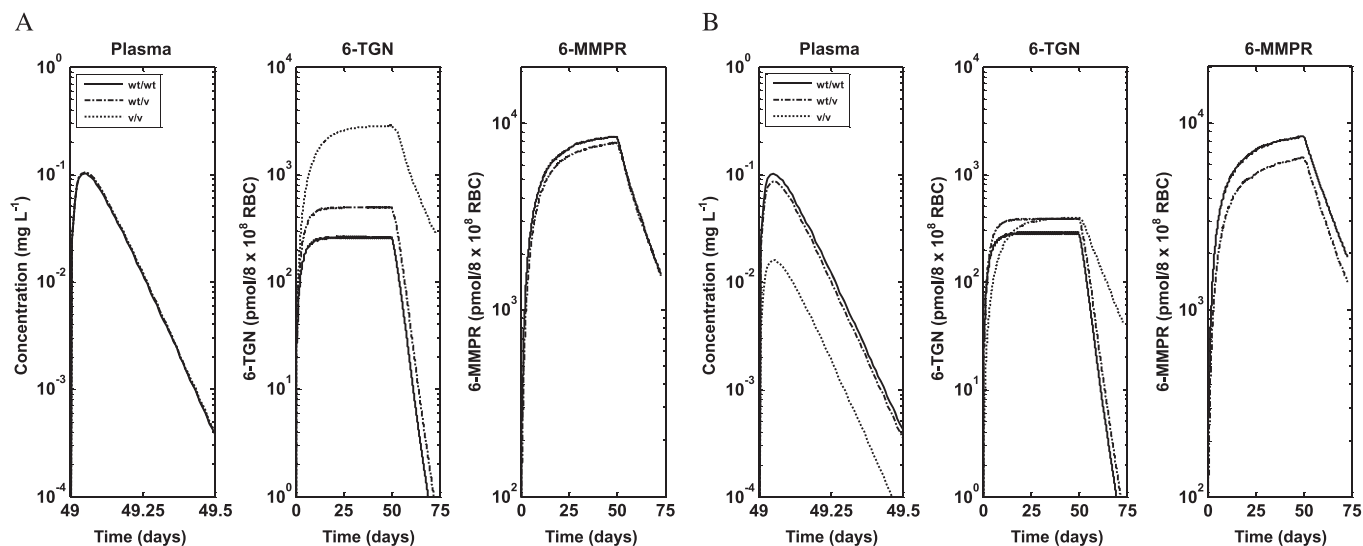 A
B
Plasma
6-TGN
6-MMPR
Plasma
6-TGN
6-MMPR
Concentration (mg L⁻¹)
10⁰
10⁻¹
10⁻²
10⁻³
10⁻⁴
wt/wt
wt/v
v/v
49
49.25
49.5
Time (days)
6-TGN (pmol/8 x 10⁸ RBC)
10⁴
10³
10²
10¹
10⁰
0
25
50
75
Time (days)
6-MMPR (pmol/8 x 10⁸ RBC)
10⁴
10³
10²
0
25
50
75
Time (days)
Concentration (mg L⁻¹)
10⁰
10⁻¹
10⁻²
10⁻³
10⁻⁴
wt/wt
wt/v
v/v
49
49.25
49.5
Time (days)
6-TGN (pmol/8 x 10⁸ RBC)
10⁴
10³
10²
10¹
10⁰
0
25
50
75
Time (days)
6-MMPR (pmol/8 x 10⁸ RBC)
10⁴
10³
10²
0
25
50
75
Time (days)